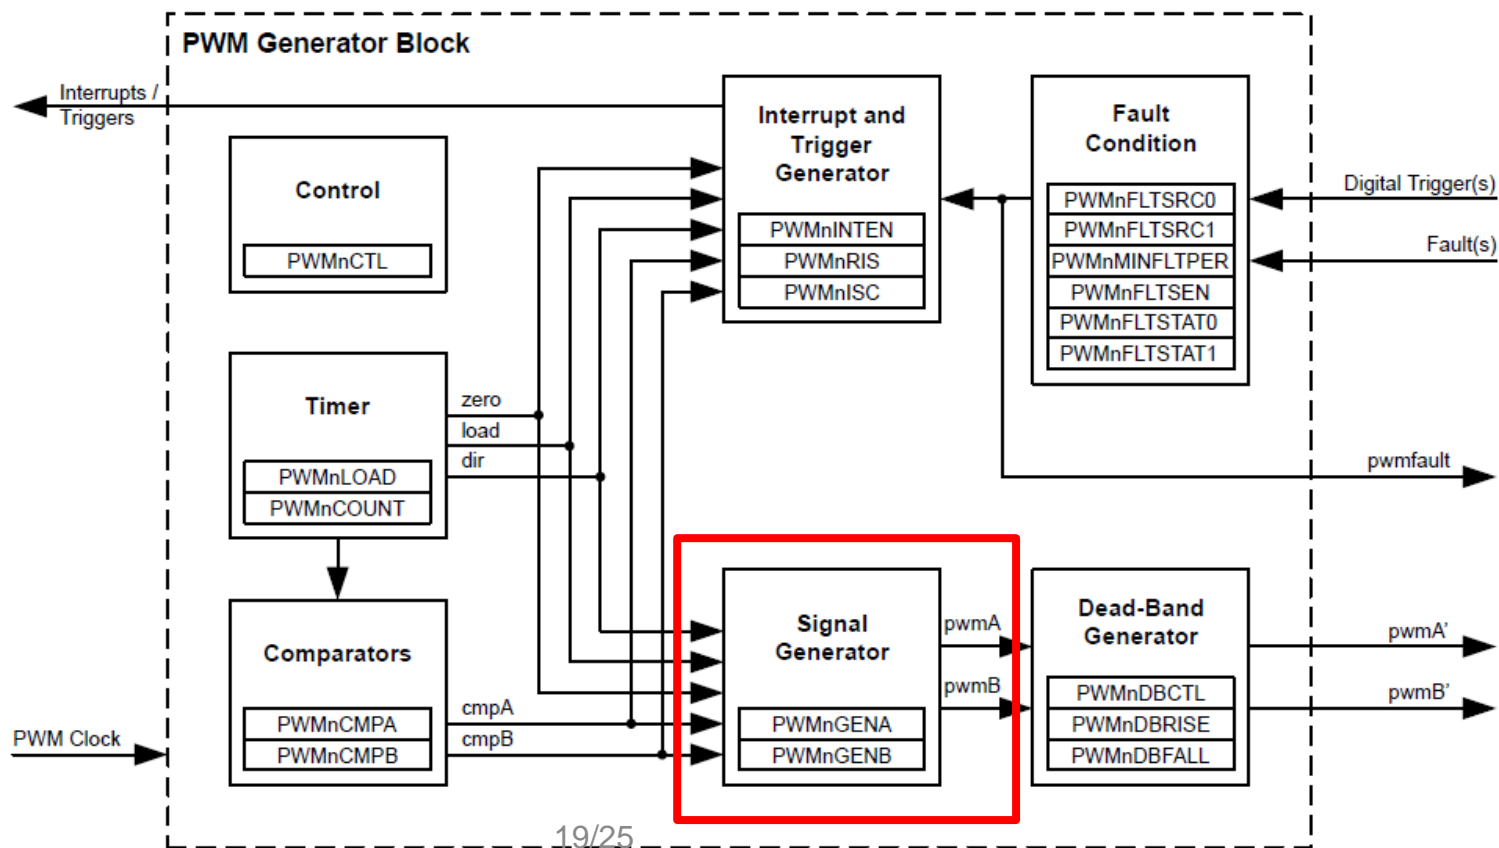 PWM Generator Block
Interrupts /
Triggers
Control
PWMnCTL
Interrupt and
Trigger
Generator
PWMnINTEN
PWMnRIS
PWMnISC
Fault
Condition
PWMnFLTSRC0
PWMnFLTSRC1
PWMnMINFLTPER
PWMnFLTSEN
PWMnFLTSTAT0
PWMnFLTSTAT1
Digital Trigger(s)
Fault(s)
Timer
PWMnLOAD
PWMnCOUNT
zero
load
dir
pwmfault
Comparators
PWMnCMPA
PWMnCMPB
cmpA
cmpB
PWM Clock
Signal
Generator
PWMnGENA
PWMnGENB
pwmA
pwmB
Dead-Band
Generator
PWMnDBCTL
PWMnDBRISE
PWMnDBFALL
pwmA'
pwmB'
19/25